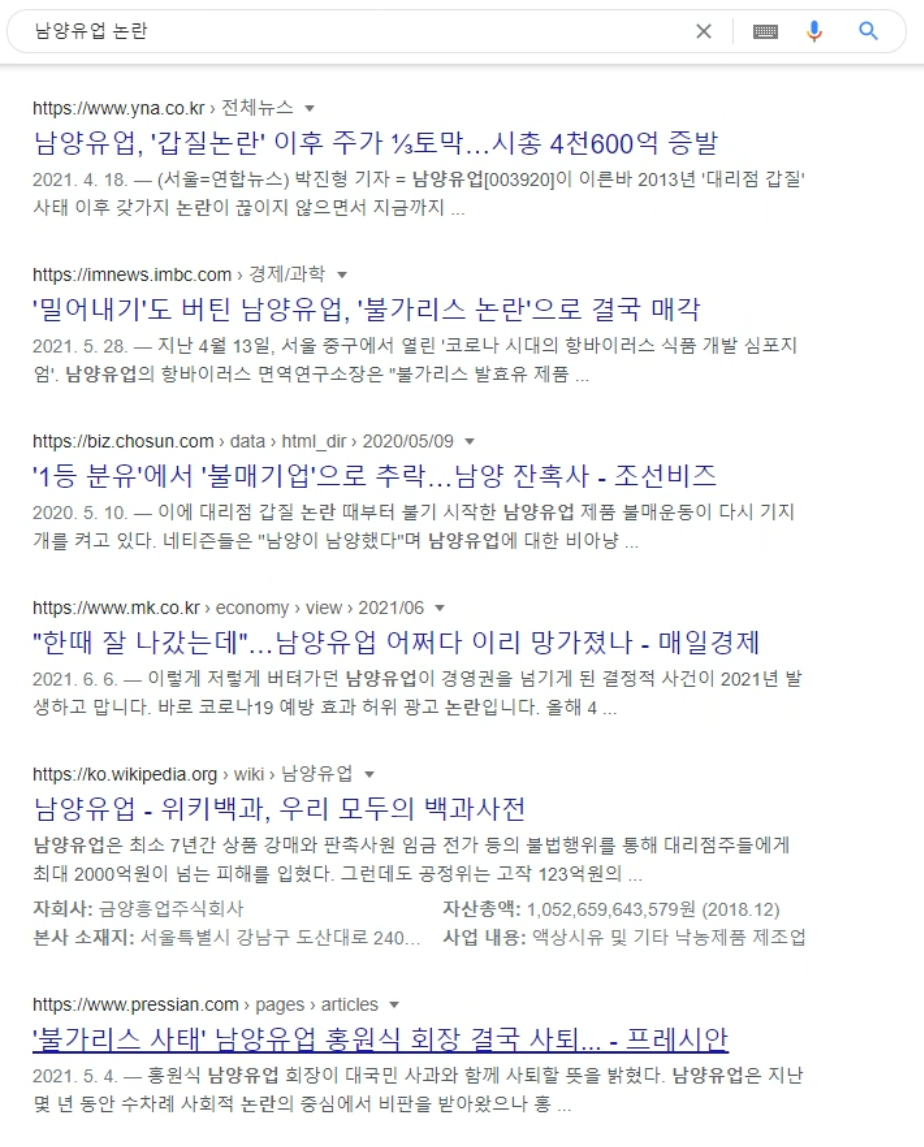 남양유업 논란
https://www.yna.co.kr › 전체뉴스
남양유업, '갑질논란' 이후 주가 ⅓토막…시총 4천600억 증발
2021. 4. 18. — (서울=연합뉴스) 박진형 기자 = 남양유업[003920]이 이른바 2013년 '대리점 갑질'
사태 이후 갖가지 논란이 끊이지 않으면서 지금까지 ...
https://imnews.imbc.com › 경제/과학
'밀어내기'도 버틴 남양유업, '불가리스 논란'으로 결국 매각
2021. 5. 28. — 지난 4월 13일, 서울 중구에서 열린 '코로나 시대의 항바이러스 식품 개발 심포지
엄'. 남양유업의 항바이러스 면역연구소장은 "불가리스 발효유 제품 ...
https://biz.chosun.com › data › html_dir › 2020/05/09
'1등 분유'에서 '불매기업'으로 추락…남양 잔혹사 - 조선비즈
2020. 5. 10. — 이에 대리점 갑질 논란 때부터 불기 시작한 남양유업 제품 불매운동이 다시 기지
개를 켜고 있다. 네티즌들은 "남양이 남양했다"며 남양유업에 대한 비아냥 ...
https://www.mk.co.kr › economy › view › 2021/06
"한때 잘 나갔는데"…남양유업 어쩌다 이리 망가졌나 - 매일경제
2021. 6. 6. — 이렇게 저렇게 버텨가던 남양유업이 경영권을 넘기게 된 결정적 사건이 2021년 발
생하고 맙니다. 바로 코로나19 예방 효과 허위 광고 논란입니다. 올해 4 ...
https://ko.wikipedia.org › wiki › 남양유업
남양유업 - 위키백과, 우리 모두의 백과사전
남양유업은 최소 7년간 상품 강매와 판촉사원 임금 전가 등의 불법행위를 통해 대리점주들에게
최대 2000억원이 넘는 피해를 입혔다. 그런데도 공정위는 고작 123억원의 ...
자회사: 금양흥업주식회사 자산총액: 1,052,659,643,579원 (2018.12)
본사 소재지: 서울특별시 강남구 도산대로 240... 사업 내용: 액상시유 및 기타 낙농제품 제조업
https://www.pressian.com › pages › articles
'불가리스 사태' 남양유업 홍원식 회장 결국 사퇴... - 프레시안
2021. 5. 4. — 홍원식 남양유업 회장이 대국민 사과와 함께 사퇴할 뜻을 밝혔다. 남양유업은 지난
몇 년 동안 수차례 사회적 논란의 중심에서 비판을 받아왔으나 홍 ...